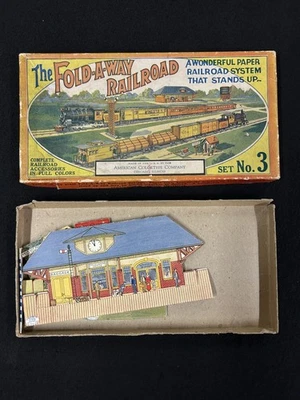 The FOLD-A-WAY
RAILROAD
A WONDERFUL PAPER
RAILROAD SYSTEM
THAT STANDS UP..
COMPLETE
RAILROAD
ACCESSORIES
IN FULL COLORS
AMERICAN COLORTYPE COMPANY
SET No. 3